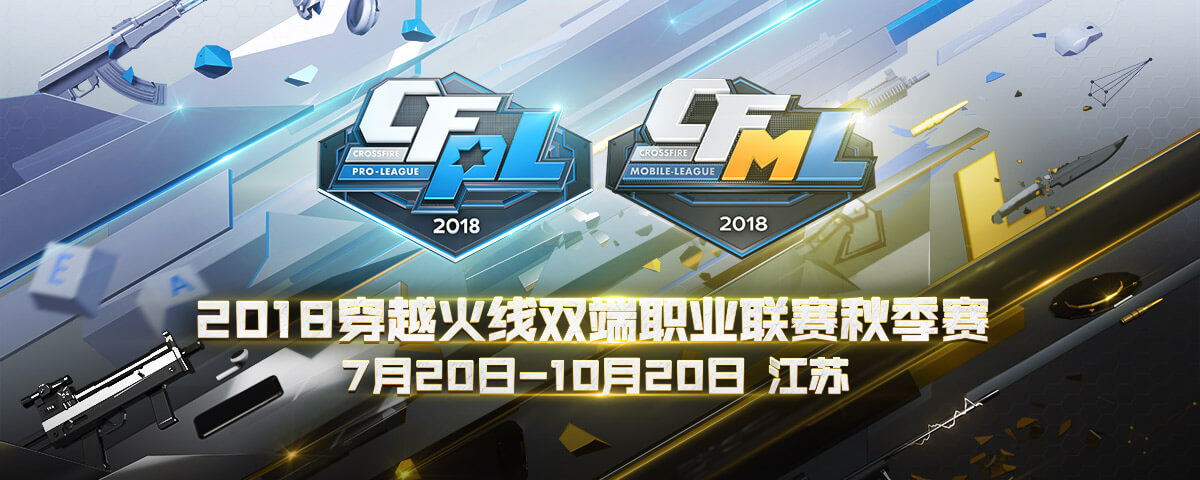 CFPL
CROSSFIRE
PRO-LEAGUE
2018
CFML
CROSSFIRE
MOBILE-LEAGUE
2018
E
A
2018穿越火线双端职业联赛秋季赛
7月20日-10月20日 江苏